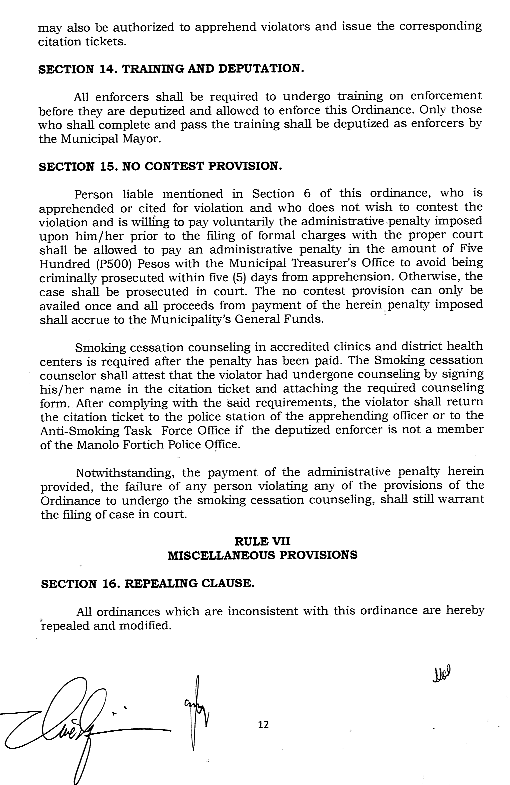 may also be authorized to apprehend violators and issue the corresponding
citation tickets.
SECTION 14. TRAINING AND DEPUTATION.
All enforcers shall be required to undergo training on enforcement
before they are deputized and allowed to enforce this Ordinance. Only those
who shall complete and pass the training shall be deputized as enforcers by
the Municipal Mayor.
SECTION 15. NO CONTEST PROVISION.
Person liable mentioned in Section 6 of this ordinance, who is
apprehended or cited for violation and who does not wish to contest the
violation and is willing to pay voluntarily the administrative penalty imposed
upon him/her prior to the filing of formal charges with the proper court
shall be allowed to pay an administrative penalty in the amount of Five
Hundred (P500) Pesos with the Municipal Treasurer's Office to avoid being
criminally prosecuted within five (5) days from apprehension. Otherwise, the
case shall be prosecuted in court. The no contest provision can only be
availed once and all proceeds from payment of the herein penalty imposed
shall accrue to the Municipality's General Funds.
Smoking cessation counseling in accredited clinics and district health
centers is required after the penalty has been paid. The Smoking cessation
counselor shall attest that the violator had undergone counseling by signing
his/her name in the citation ticket and attaching the required counseling
form. After complying with the said requirements, the violator shall return
the citation ticket to the police station of the apprehending officer or to the
Anti-Smoking Task Force Office if the deputized enforcer is not a member
of the Manolo Fortich Police Office.
Notwithstanding, the payment of the administrative penalty herein
provided, the failure of any person violating any of the provisions of the
Ordinance to undergo the smoking cessation counseling, shall still warrant
the filing of case in court.
RULE VII
MISCELLANEOUS PROVISIONS
SECTION 16. REPEALING CLAUSE.
All ordinances which are inconsistent with this ordinance are hereby
repealed and modified.
12